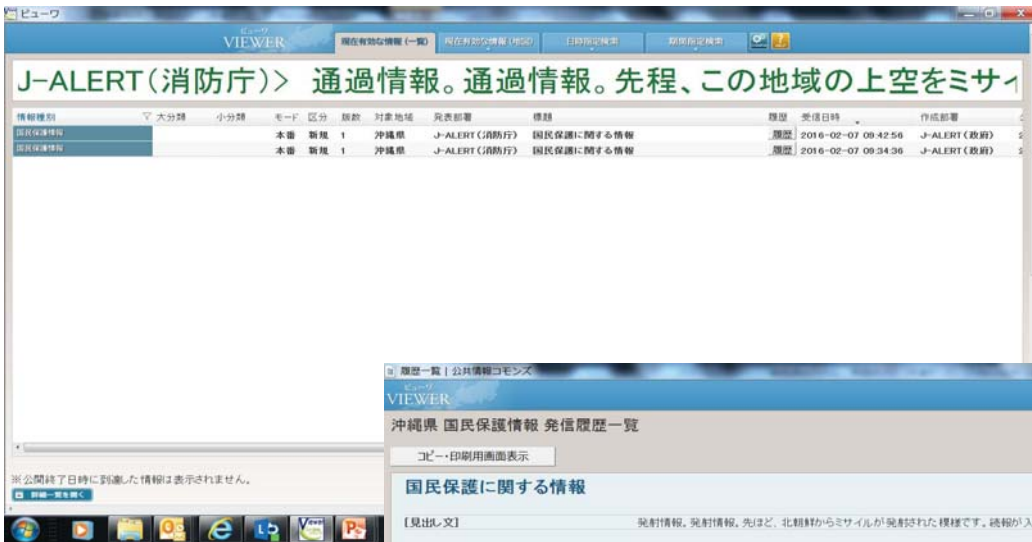 ビューワ
ビューワ
VIEWER
現在有効な情報(一覧)
現在有効な情報(地図)
日時指定検索
期間指定検索
J-ALERT(消防庁)> 通過情報。通過情報。先程、この地域の上空をミサイ
情報種別 大分類 小分類 モード 区分 版数 対象地域 発表部署 標題 履歴 受信日時 作成部署
国民保護情報 本番 新規 1 沖縄県 J-ALERT(消防庁) 国民保護に関する情報 履歴 2016-02-07 09:42:56 J-ALERT(政府) 2
国民保護情報 本番 新規 1 沖縄県 J-ALERT(消防庁) 国民保護に関する情報 履歴 2016-02-07 09:34:36 J-ALERT(政府) 2
※公開終了日時に到達した情報は表示されません。
詳細一覧を開く
履歴一覧 | 公共情報コモンズ
ビューワ
VIEWER
沖縄県 国民保護情報 発信履歴一覧
コピー・印刷用画面表示
国民保護に関する情報
[見出し文] 発射情報。発射情報。先ほど、北朝鮮からミサイルが発射された模様です。続報が入